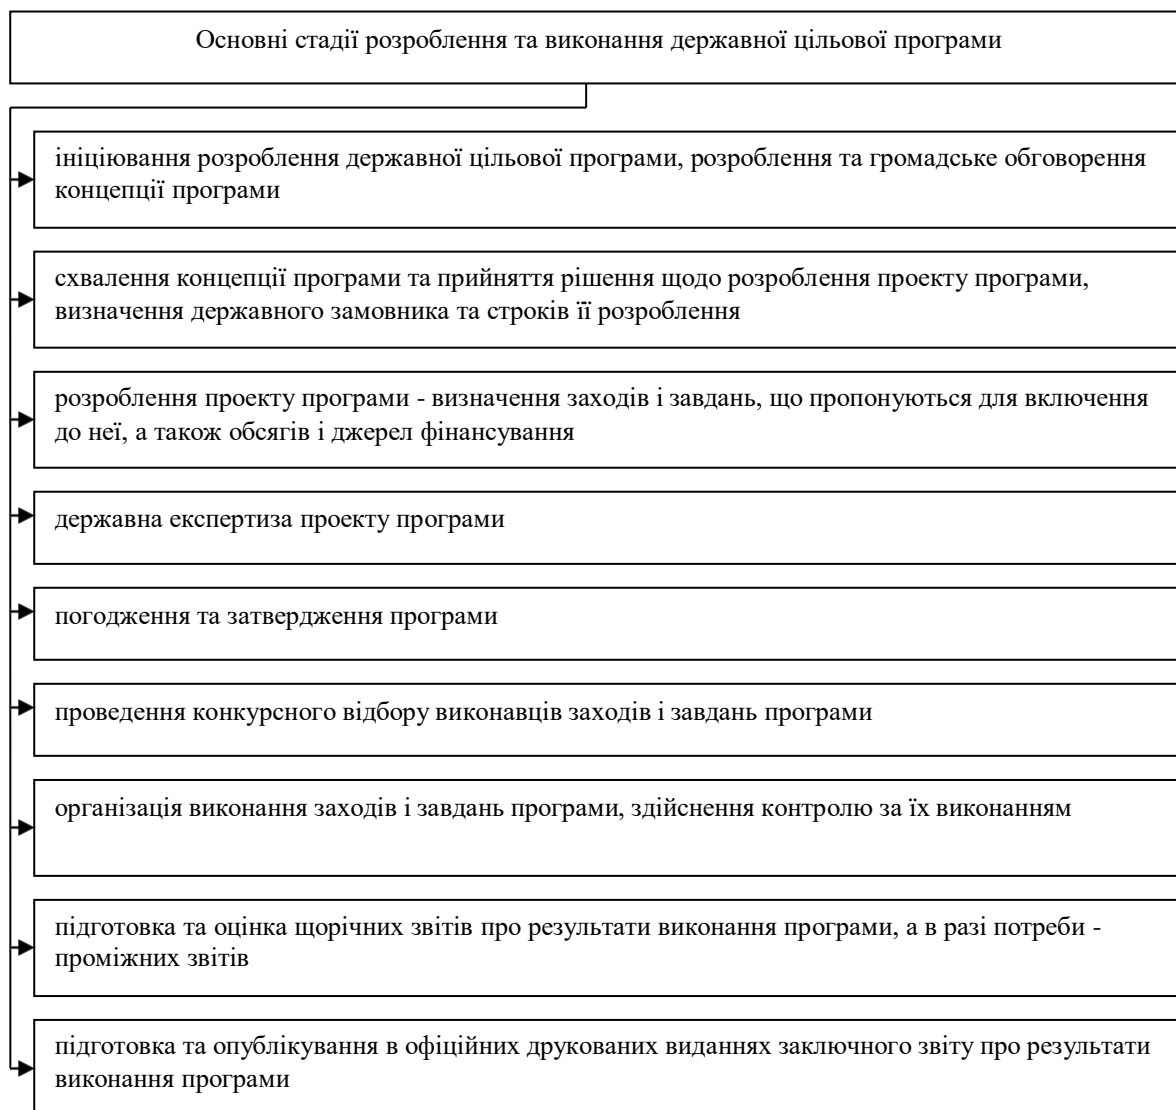 Основні стадії розроблення та виконання державної цільової програми
ініціювання розроблення державної цільової програми, розроблення та громадське обговорення
концепції програми
схвалення концепції програми та прийняття рішення щодо розроблення проекту програми,
визначення державного замовника та строків її розроблення
розроблення проекту програми - визначення заходів і завдань, що пропонуються для включення
до неї, а також обсягів і джерел фінансування
державна експертиза проекту програми
погодження та затвердження програми
проведення конкурсного відбору виконавців заходів і завдань програми
організація виконання заходів і завдань програми, здійснення контролю за їх виконанням
підготовка та оцінка щорічних звітів про результати виконання програми, а в разі потреби -
проміжних звітів
підготовка та опублікування в офіційних друкованих виданнях заключного звіту про результати
виконання програми